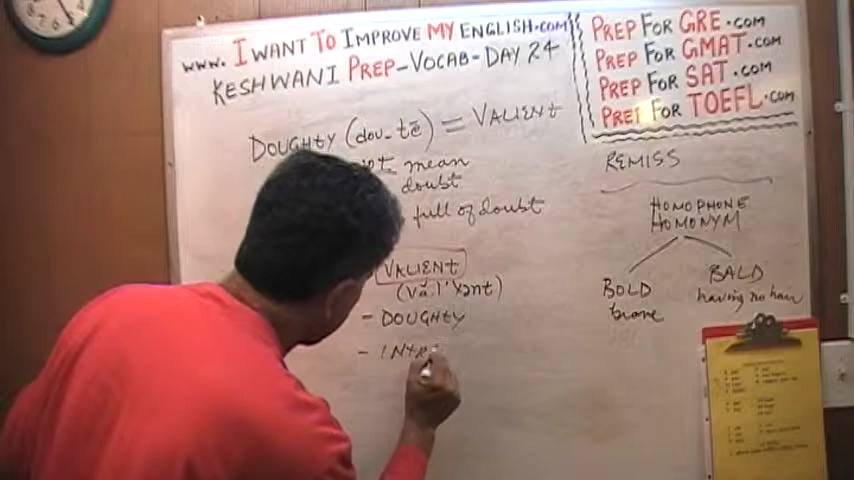 www. I WANT TO IMPROVE MY ENGLISH.COM
KESHWANI PREP-VOCAB-DAY 24
PREP FOR GRE.COM
PREP FOR GMAT.COM
PREP FOR SAT.COM
PREP FOR TOEFL.COM
DOUGHTY (dou-tē) = VALIENT
mean
doubt
full of doubt
VALIENT
- DOUGHTY
- INTR
REMISS
HOMOPHONE
HOMONYM
BOLD
brave
BALD
having no hair